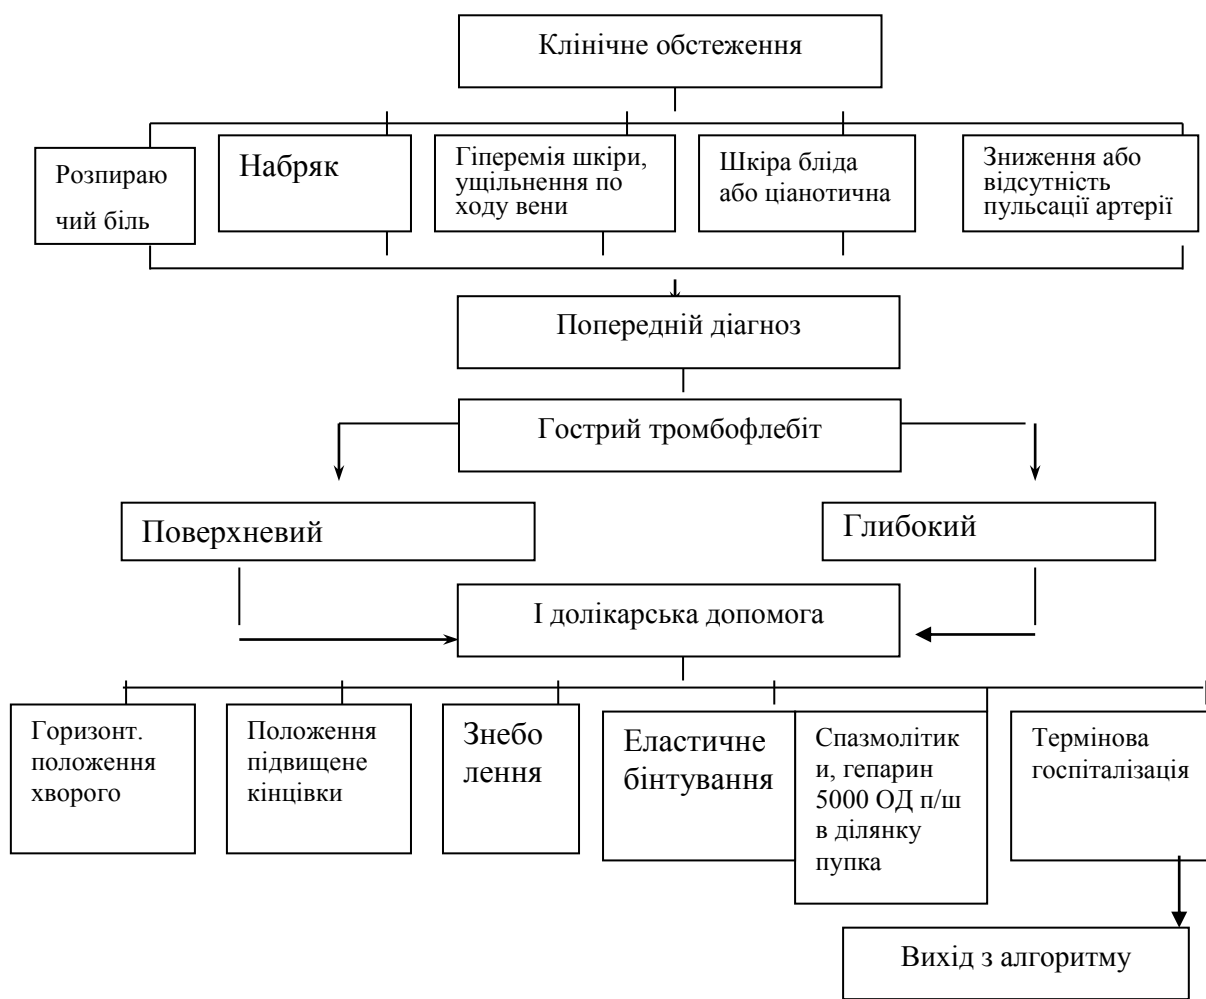 Клінічне обстеження
Розпираю
чий біль
Набряк
Гіперемія шкіри,
ущільнення по
ходу вени
Шкіра бліда
або ціанотична
Зниження або
відсутність
пульсації артерії
Попередній діагноз
Гострий тромбофлебіт
Поверхневий
Глибокий
І долікарська допомога
Горизонт.
положення
хворого
Положення
підвищене
кінцівки
Знебо
лення
Еластичне
бінтування
Спазмолітик
и, гепарин
5000 ОД п/ш
в ділянку
пупка
Термінова
госпіталізація
Вихід з алгоритму